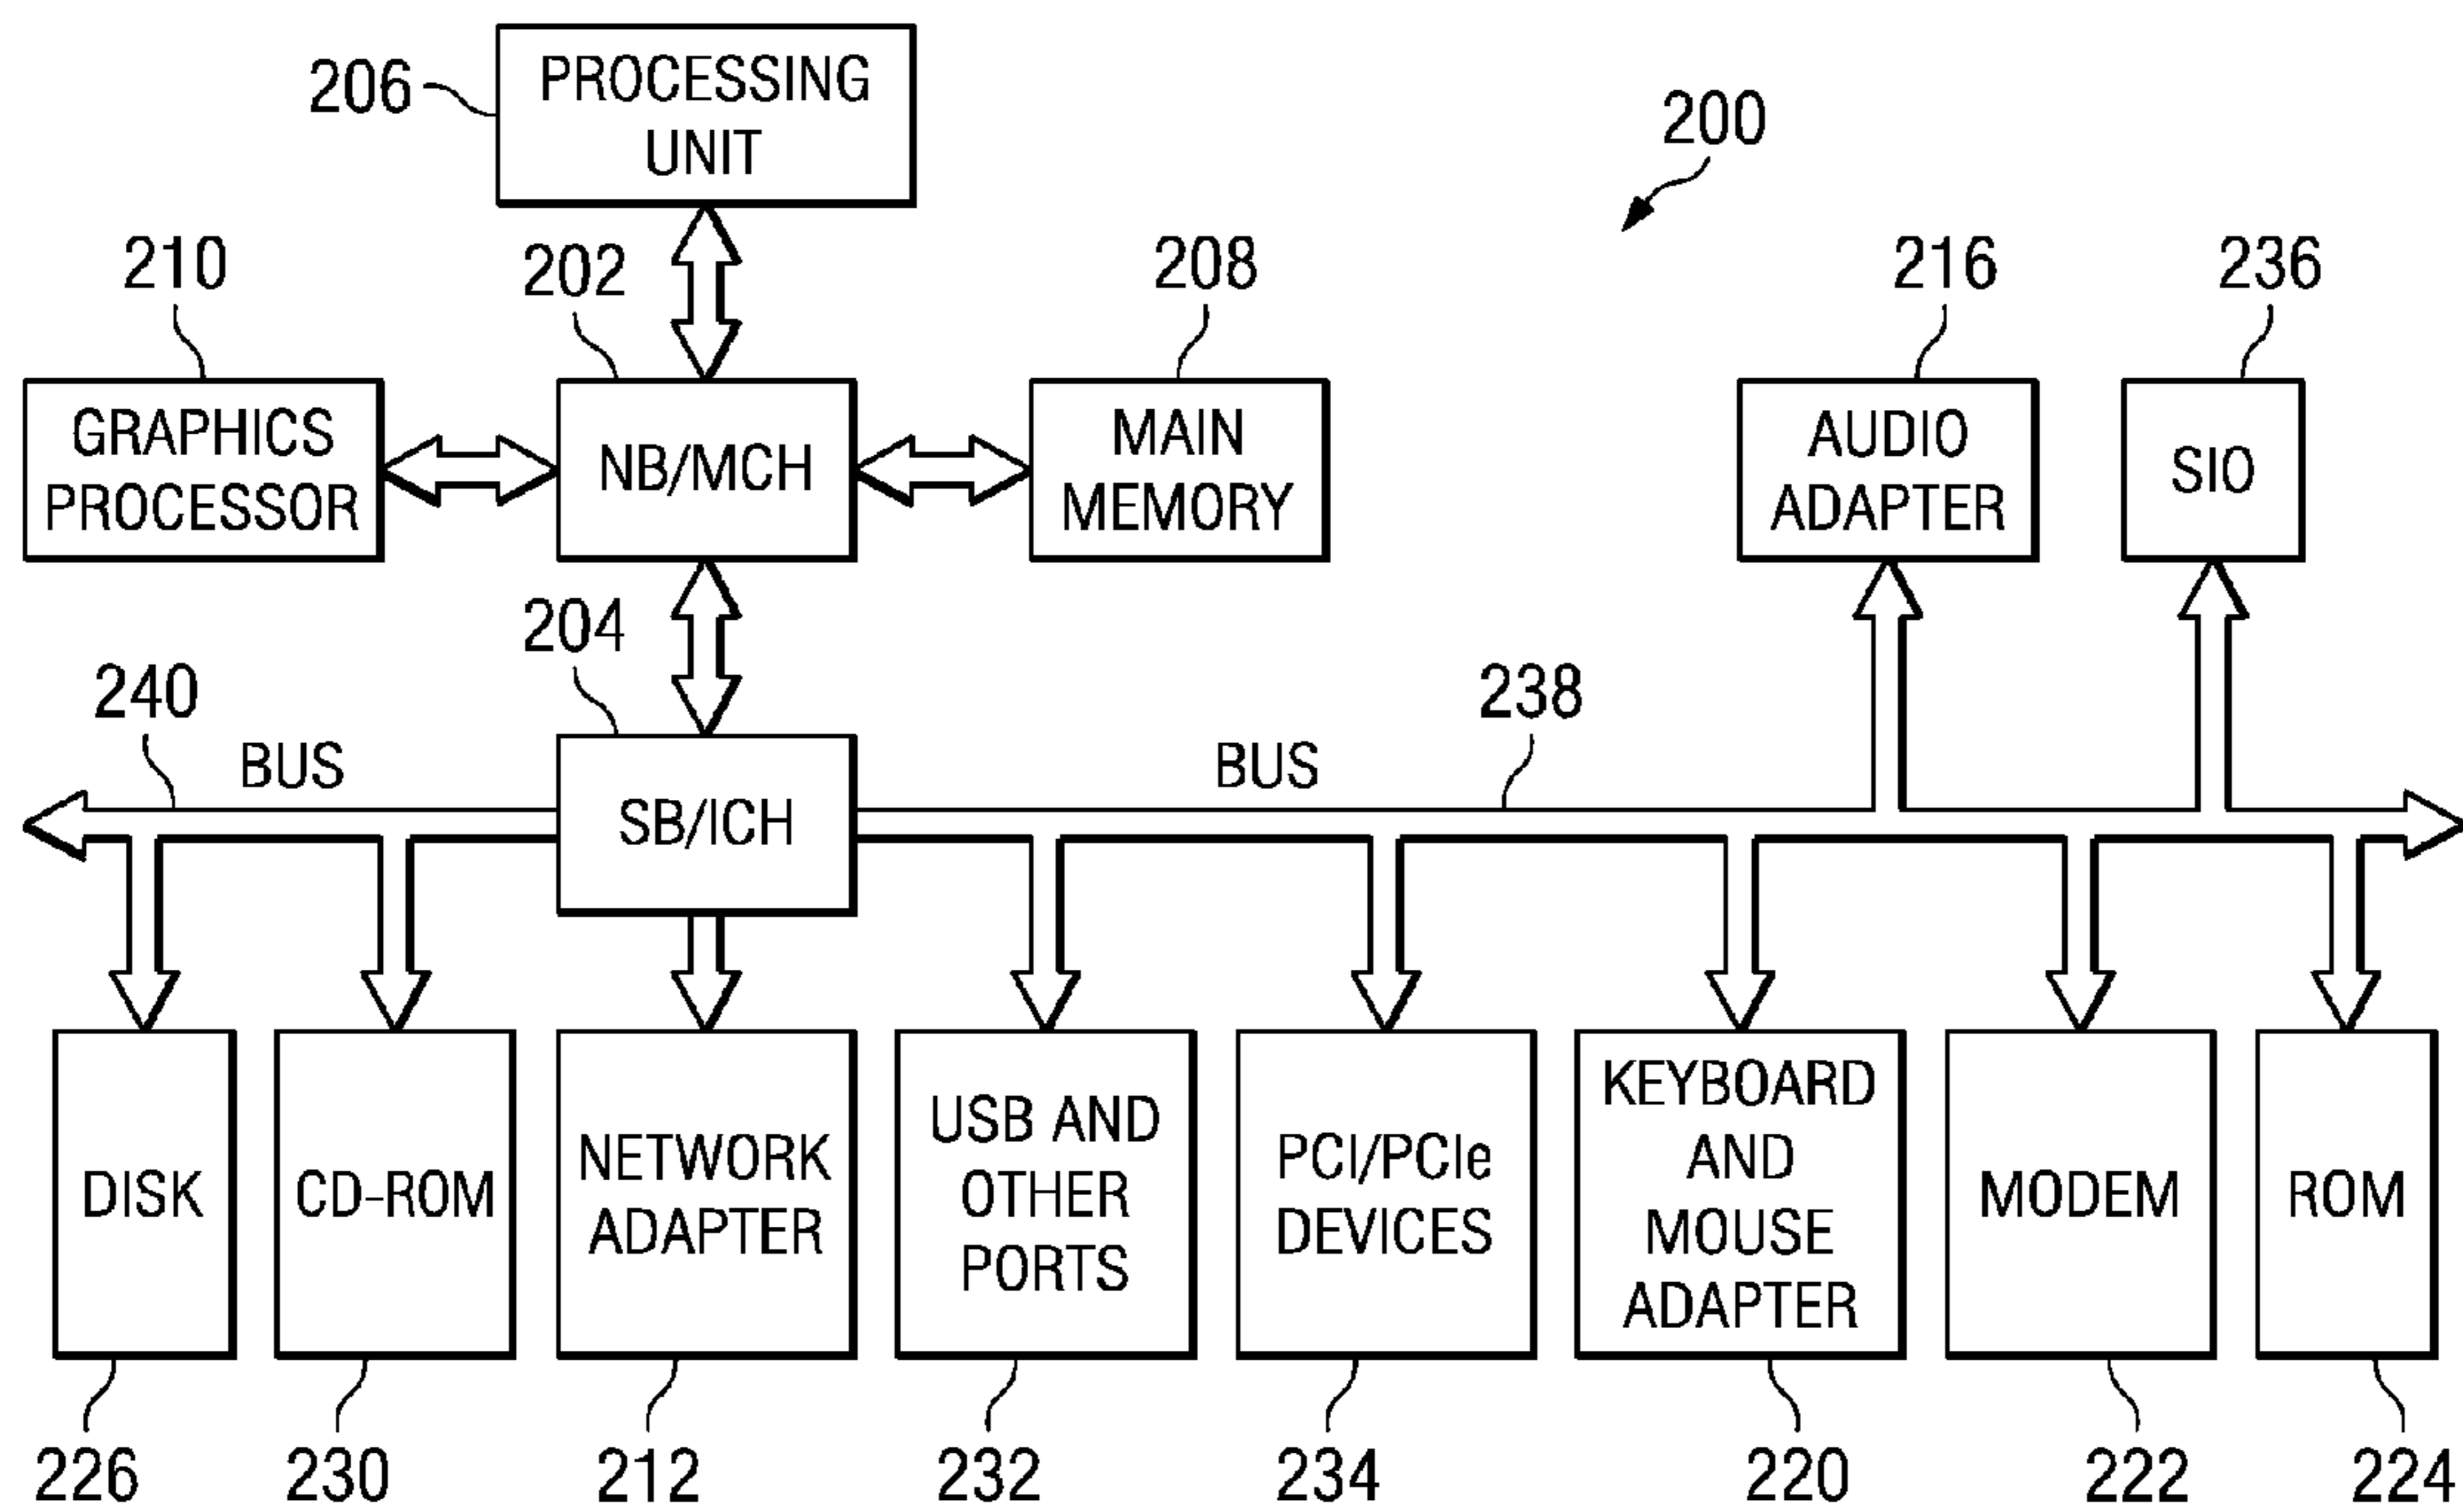 206
PROCESSING
UNIT
200
210
202
208
216
236
GRAPHICS
PROCESSOR
NB/MCH
MAIN
MEMORY
AUDIO
ADAPTER
SIO
204
240
BUS
SB/ICH
BUS
238
DISK
CD-ROM
NETWORK
ADAPTER
USB AND
OTHER
PORTS
PCI/PCIe
DEVICES
KEYBOARD
AND
MOUSE
ADAPTER
MODEM
ROM
226
230
212
232
234
220
222
224